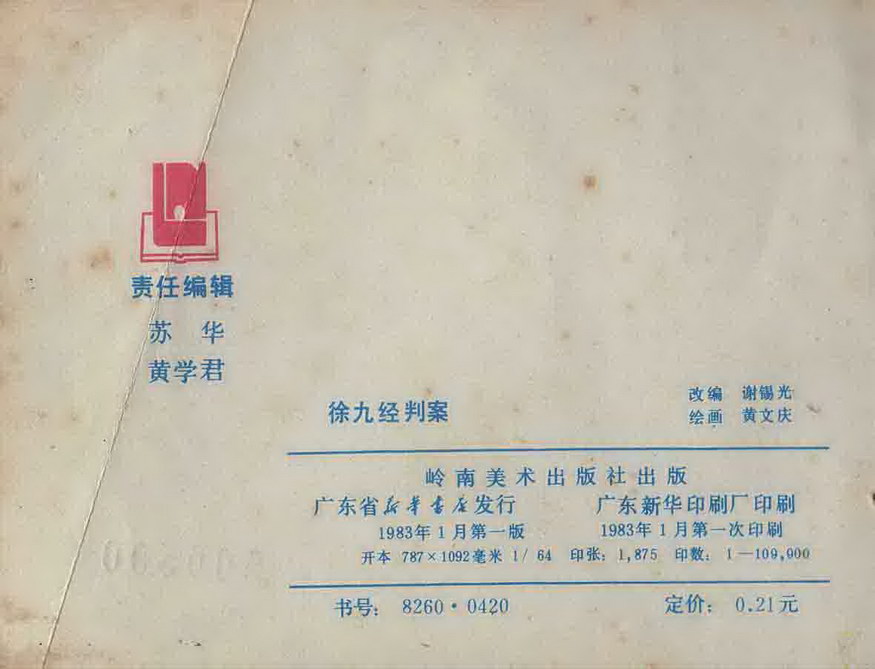 责任编辑
苏 华
黄学君
徐九经判案
改编 谢锡光
绘画 黄文庆
岭南美术出版社出版
广东省新华书店发行 广东新华印刷厂印刷
1983年1月第一版 1983年1月第一次印刷
开本 787×1092毫米 1/64 印张: 1,875 印数: 1—109,000
书号: 8260·0420 定价: 0.21元